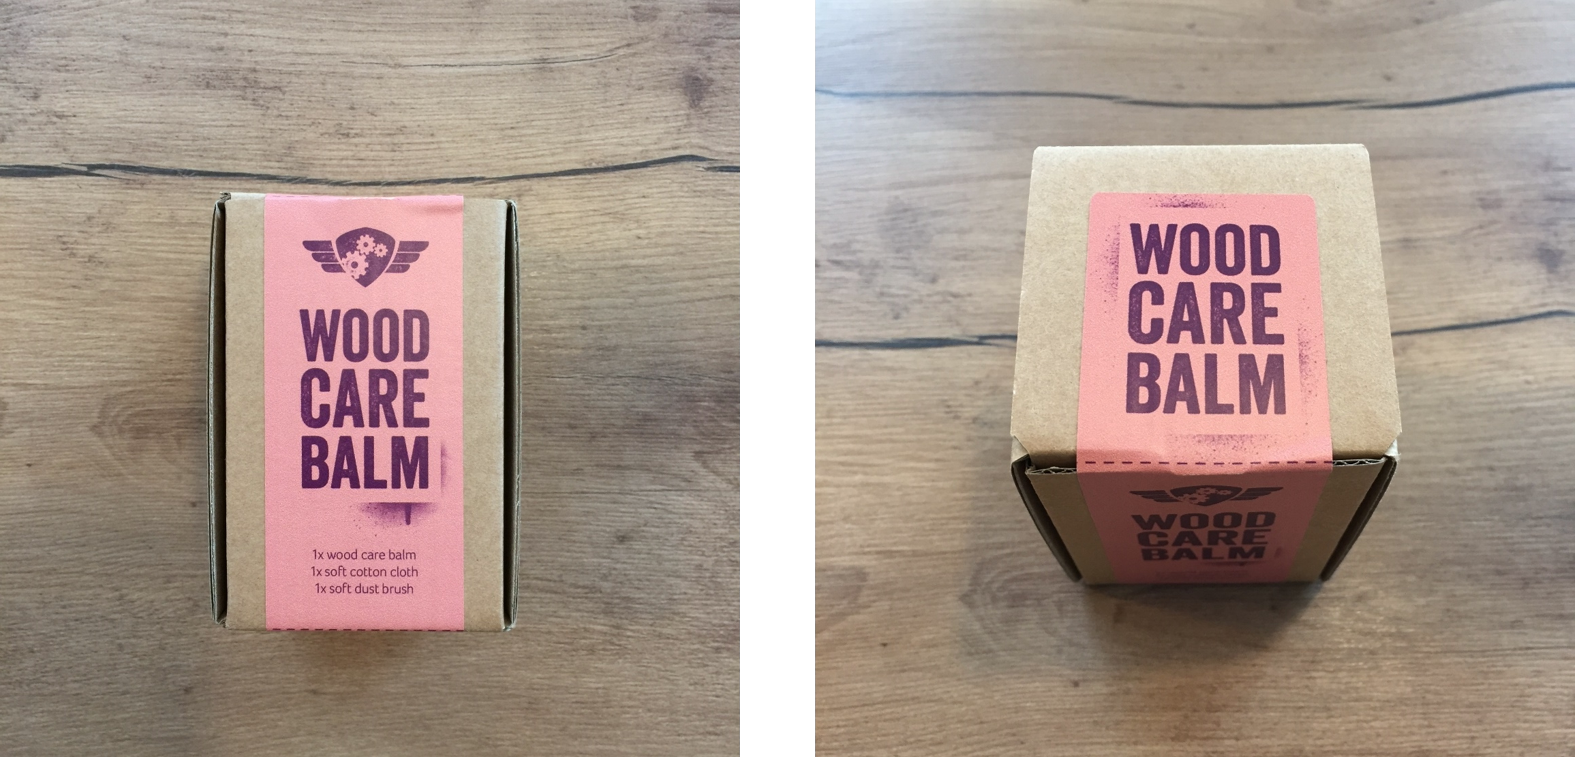 WOOD
CARE
BALM
1x wood care balm
1x soft cotton cloth
1x soft dust brush
WOOD
CARE
BALM
WOOD
CARE
BALM